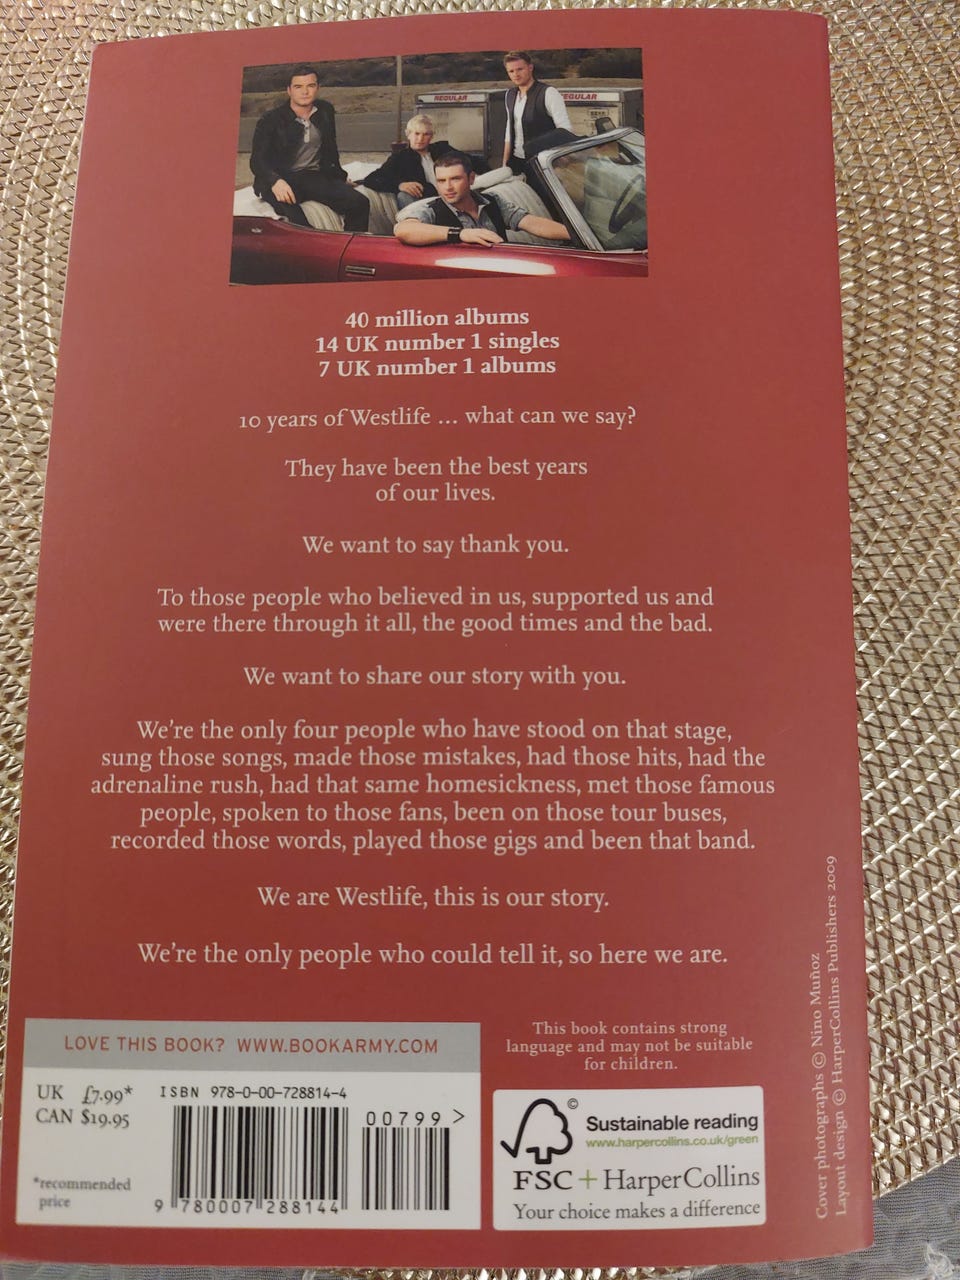 REGULAR
REGULAR
40 million albums
14 UK number 1 singles
7 UK number 1 albums
10 years of Westlife ... what can we say?
They have been the best years
of our lives.
We want to say thank you.
To those people who believed in us, supported us and
were there through it all, the good times and the bad.
We want to share our story with you.
We're the only four people who have stood on that stage,
sung those songs, made those mistakes, had those hits, had the
adrenaline rush, had that same homesickness, met those famous
people, spoken to those fans, been on those tour buses,
recorded those words, played those gigs and been that band.
We are Westlife, this is our story.
We're the only people who could tell it, so here we are.
LOVE THIS BOOK? WWW.BOOKARMY.COM
UK £7.99*
CAN $19.95
*recommended
price
ISBN 978-0-00-728814-4
00799 >
9 780007 288144
This book contains strong
language and may not be suitable
for children.
©
Sustainable reading
www.harpercollins.co.uk/green
FSC + HarperCollins
Your choice makes a difference
Cover photographs © Nino Muñoz
Layout design © HarperCollins Publishers 2009